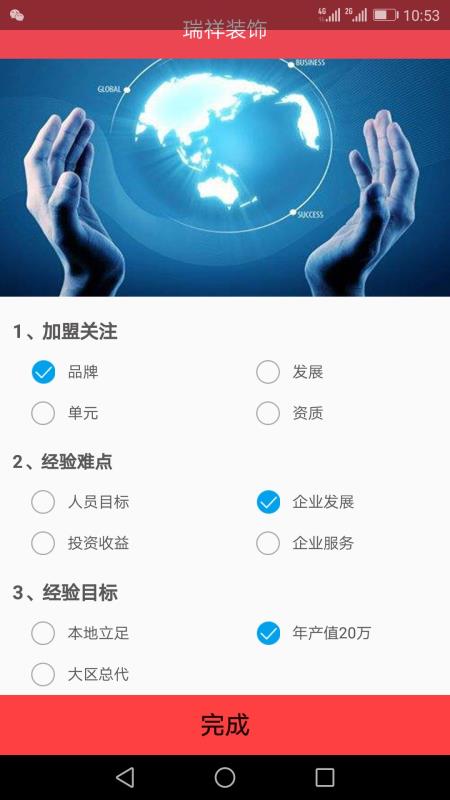 4G 2G 10:53
瑞祥装饰
BUSINESS
GLOBAL
SUCCESS
1、加盟关注
品牌 发展
单元 资质
2、经验难点
人员目标 企业发展
投资收益 企业服务
3、经验目标
本地立足 年产值20万
大区总代
完成